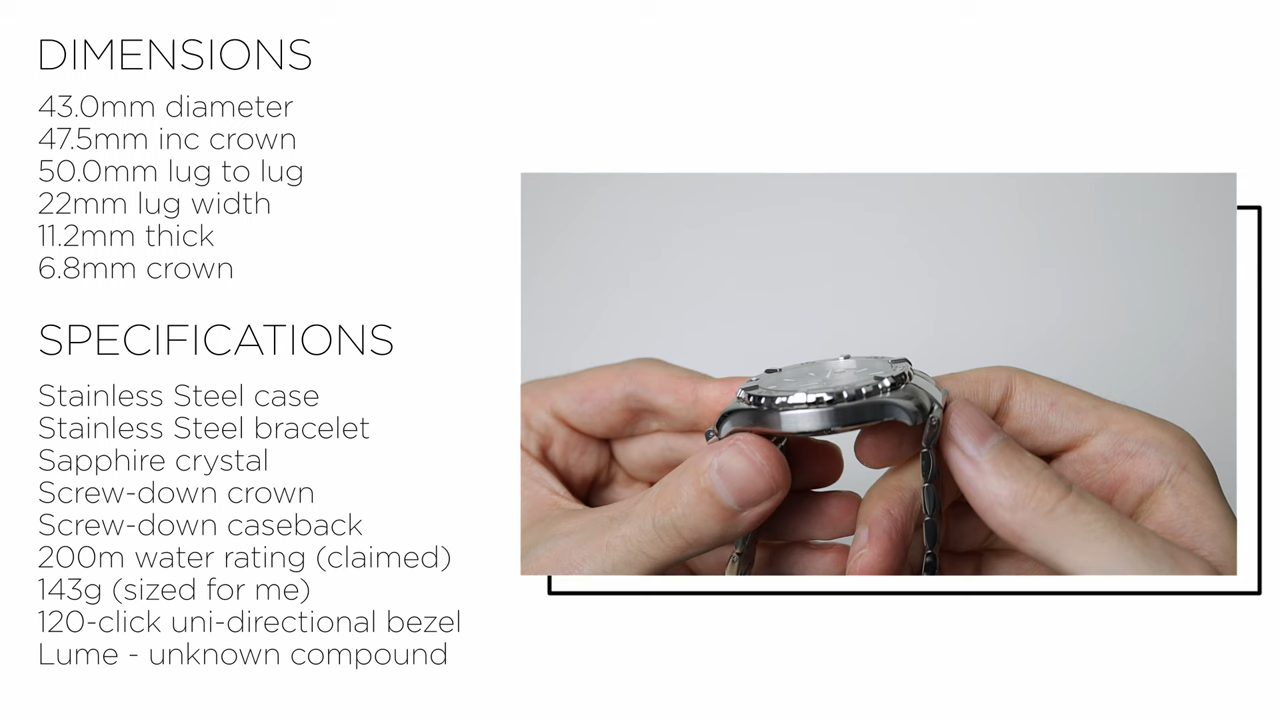 DIMENSIONS
43.0mm diameter
47.5mm inc crown
50.0mm lug to lug
22mm lug width
11.2mm thick
6.8mm crown
SPECIFICATIONS
Stainless Steel case
Stainless Steel bracelet
Sapphire crystal
Screw-down crown
Screw-down caseback
200m water rating (claimed)
143g (sized for me)
120-click uni-directional bezel
Lume - unknown compound